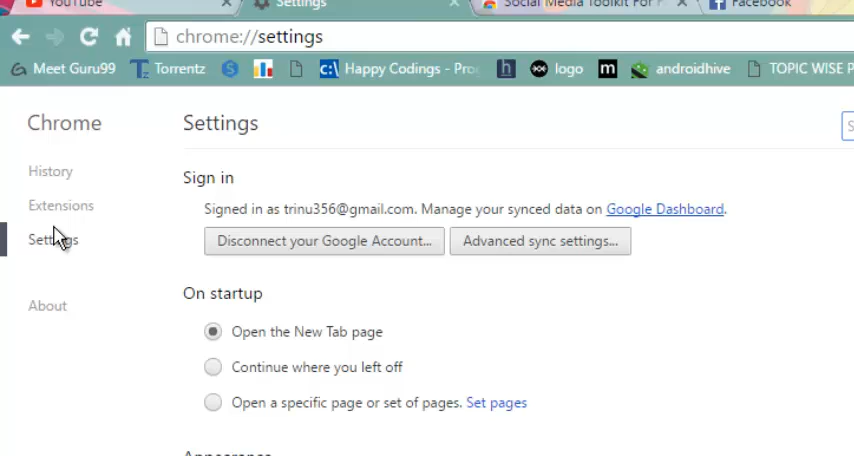 YouTube Settings Social Media Toolkit For F Facebook
chrome://settings
Meet Guru99 Torrentz S c:\ Happy Codings - Pro h logo m androidhive TOPIC WISE P
Chrome Settings S
History
Sign in
Extensions
Signed in as trinu356@gmail.com. Manage your synced data on Google Dashboard.
Settings
Disconnect your Google Account... Advanced sync settings...
On startup
About
Open the New Tab page
Continue where you left off
Open a specific page or set of pages. Set pages
Appearance